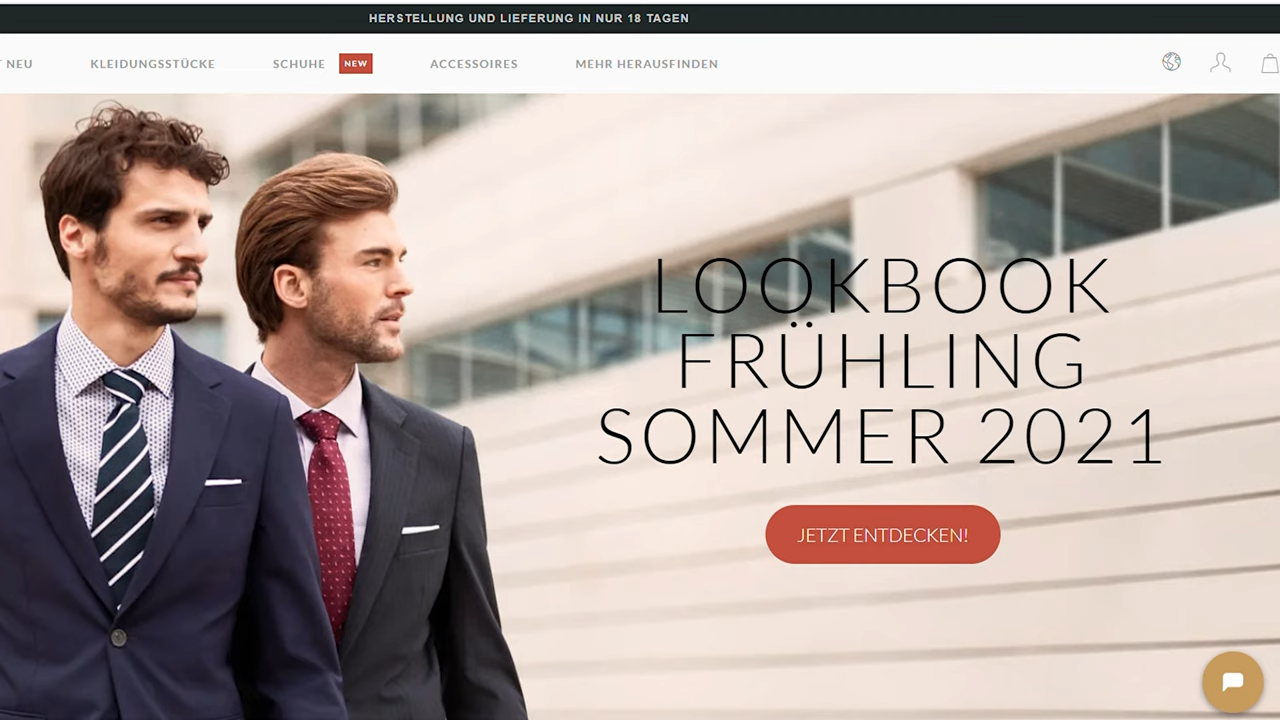 HERSTELLUNG UND LIEFERUNG IN NUR 18 TAGEN
NEU KLEIDUNGSSTÜCKE SCHUHE NEW ACCESSOIRES MEHR HERAUSFINDEN
LOOKBOOK
FRÜHLING
SOMMER 2021
JETZT ENTDECKEN!